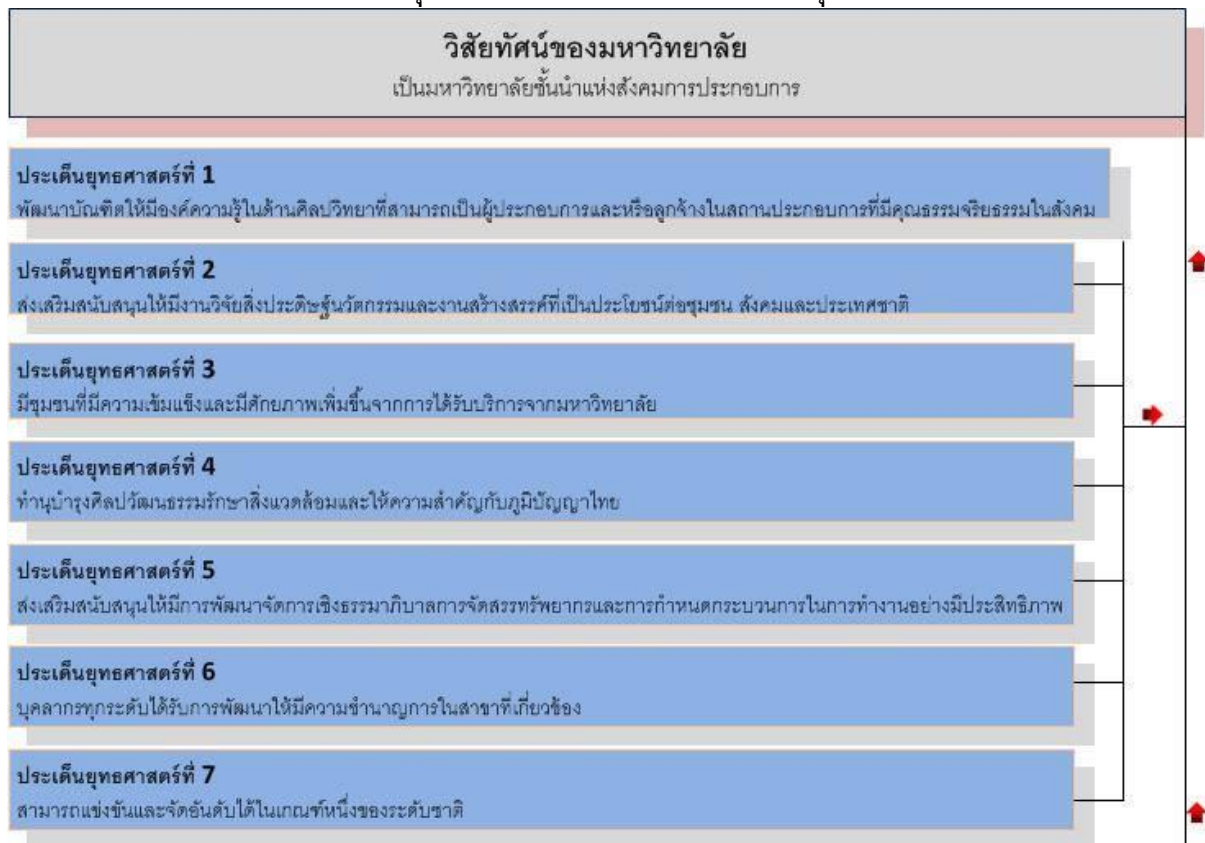 วิสัยทัศน์ของมหาวิทยาลัย
เป็นมหาวิทยาลัยชั้นนำแห่งสังคมการประกอบการ
ประเด็นยุทธศาสตร์ที่ 1
พัฒนาบัณฑิตให้มีองค์ความรู้ในด้านศิลปวิทยาที่สามารถเป็นผู้ประกอบการและหรือลูกจ้างในสถานประกอบการที่มีคุณธรรมจริยธรรมในสังคม
ประเด็นยุทธศาสตร์ที่ 2
ส่งเสริมสนับสนุนให้มีงานวิจัยสิ่งประดิษฐ์นวัตกรรมและงานสร้างสรรค์ที่เป็นประโยชน์ต่อชุมชน สังคมและประเทศชาติ
ประเด็นยุทธศาสตร์ที่ 3
มีชุมชนที่มีความเข้มแข็งและมีศักยภาพเพิ่มขึ้นจากการได้รับบริการจากมหาวิทยาลัย
ประเด็นยุทธศาสตร์ที่ 4
ทำนุบำรุงศิลปวัฒนธรรมรักษาสิ่งแวดล้อมและให้ความสำคัญกับภูมิปัญญาไทย
ประเด็นยุทธศาสตร์ที่ 5
ส่งเสริมสนับสนุนให้มีการพัฒนาจัดการเชิงธรรมาภิบาลการจัดสรรทรัพยากรและการกำหนดกระบวนการในการทำงานอย่างมีประสิทธิภาพ
ประเด็นยุทธศาสตร์ที่ 6
บุคลากรทุกระดับได้รับการพัฒนาให้มีความชำนาญการในสาขาที่เกี่ยวข้อง
ประเด็นยุทธศาสตร์ที่ 7
สามารถแข่งขันและจัดอันดับได้ในเกณฑ์หนึ่งของระดับชาติ